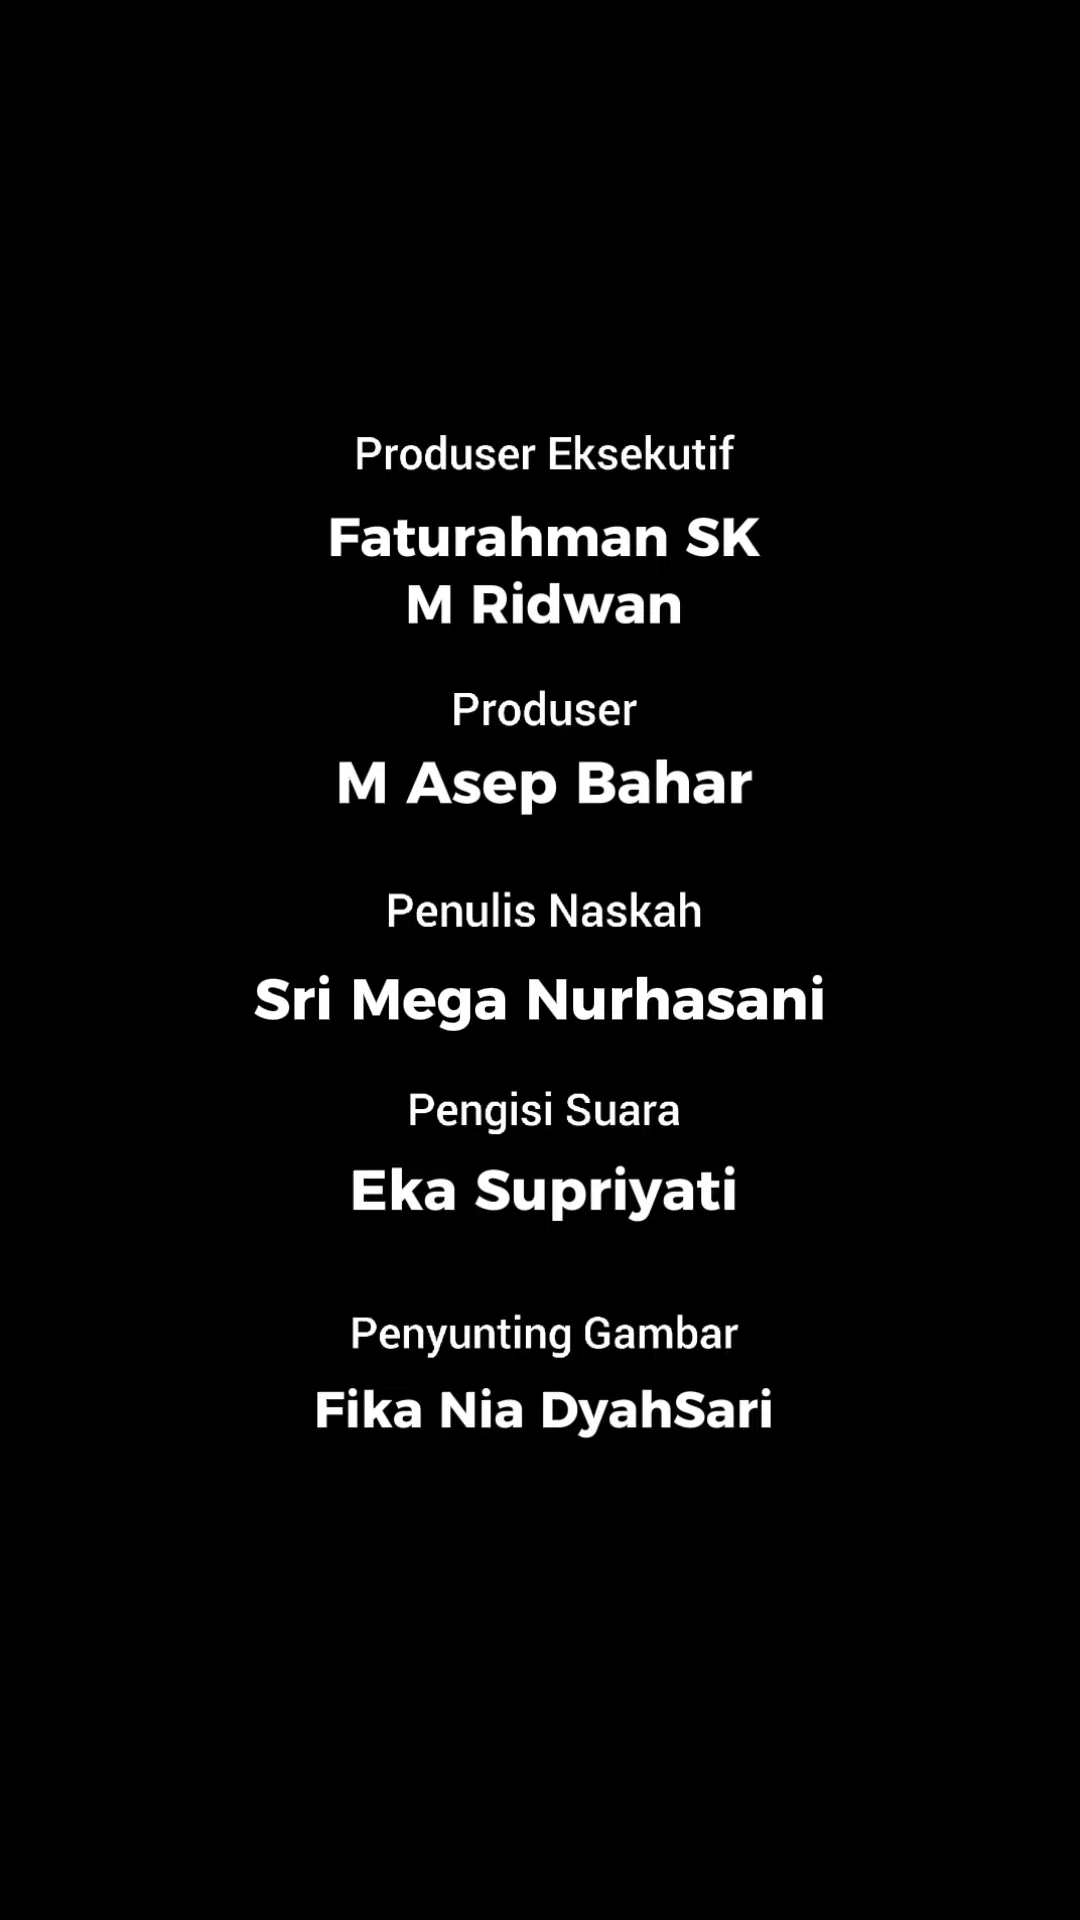 Produser Eksekutif
Faturahman SK
M Ridwan
Produser
M Asep Bahar
Penulis Naskah
Sri Mega Nurhasani
Pengisi Suara
Eka Supriyati
Penyunting Gambar
Fika Nia DyahSari